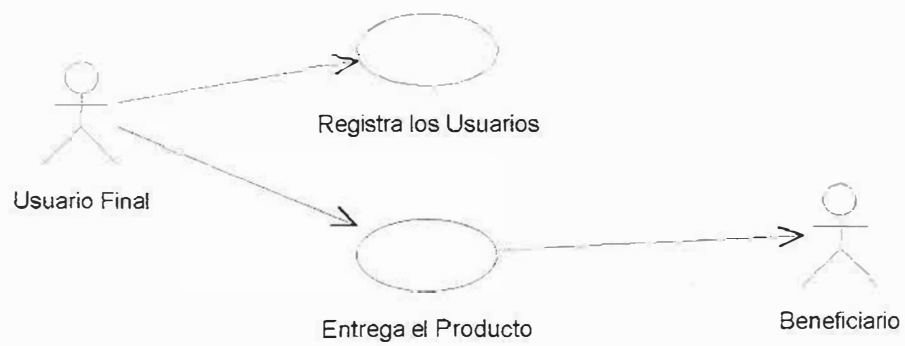 Registra los Usuarios
Usuario Final
Entrega el Producto
Beneficiario